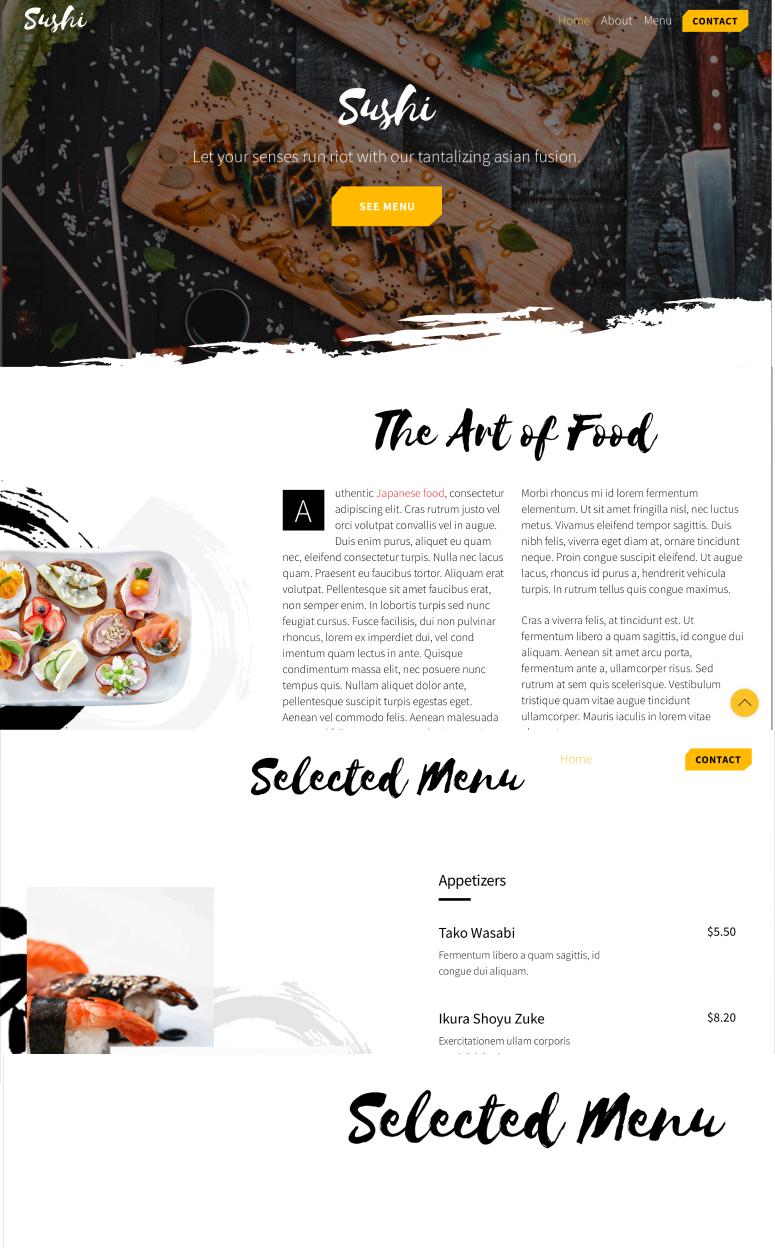 Sushi
Home About Menu CONTACT
Sushi
Let your senses run riot with our tantalizing asian fusion.
SEE MENU
The Art of Food
A
uthentic Japanese food, consectetur
adipiscing elit. Cras rutrum justo vel
orci volutpat convallis vel in augue.
Duis enim purus, aliquet eu quam
nec, eleifend consectetur turpis. Nulla nec lacus
quam. Praesent eu faucibus tortor. Aliquam erat
volutpat. Pellentesque sit amet faucibus erat,
non semper enim. In lobortis turpis sed nunc
feugiat cursus. Fusce facilisis, dui non pulvinar
rhoncus, lorem ex imperdiet dui, vel cond
imentum quam lectus in ante. Quisque
condimentum massa elit, nec posuere nunc
tempus quis. Nullam aliquet dolor ante,
pellentesque suscipit turpis egestas eget.
Aenean vel commodo felis. Aenean malesuada
Morbi rhoncus mi id lorem fermentum
elementum. Ut sit amet fringilla nisl, nec luctus
metus. Vivamus eleifend tempor sagittis. Duis
nibh felis, viverra eget diam at, ornare tincidunt
neque. Proin congue suscipit eleifend. Ut augue
lacus, rhoncus id purus a, hendrerit vehicula
turpis. In rutrum tellus quis congue maximus.
Cras a viverra felis, at tincidunt est. Ut
fermentum libero a quam sagittis, id congue dui
aliquam. Aenean sit amet arcu porta,
fermentum ante a, ullamcorper risus. Sed
rutrum at sem quis scelerisque. Vestibulum
tristique quam vitae augue tincidunt
ullamcorper. Mauris iaculis in lorem vitae
Selected Menu
Home CONTACT
Appetizers
Tako Wasabi $5.50
Fermentum libero a quam sagittis, id
congue dui aliquam.
Ikura Shoyu Zuke $8.20
Exercitationem ullam corporis
Selected Menu